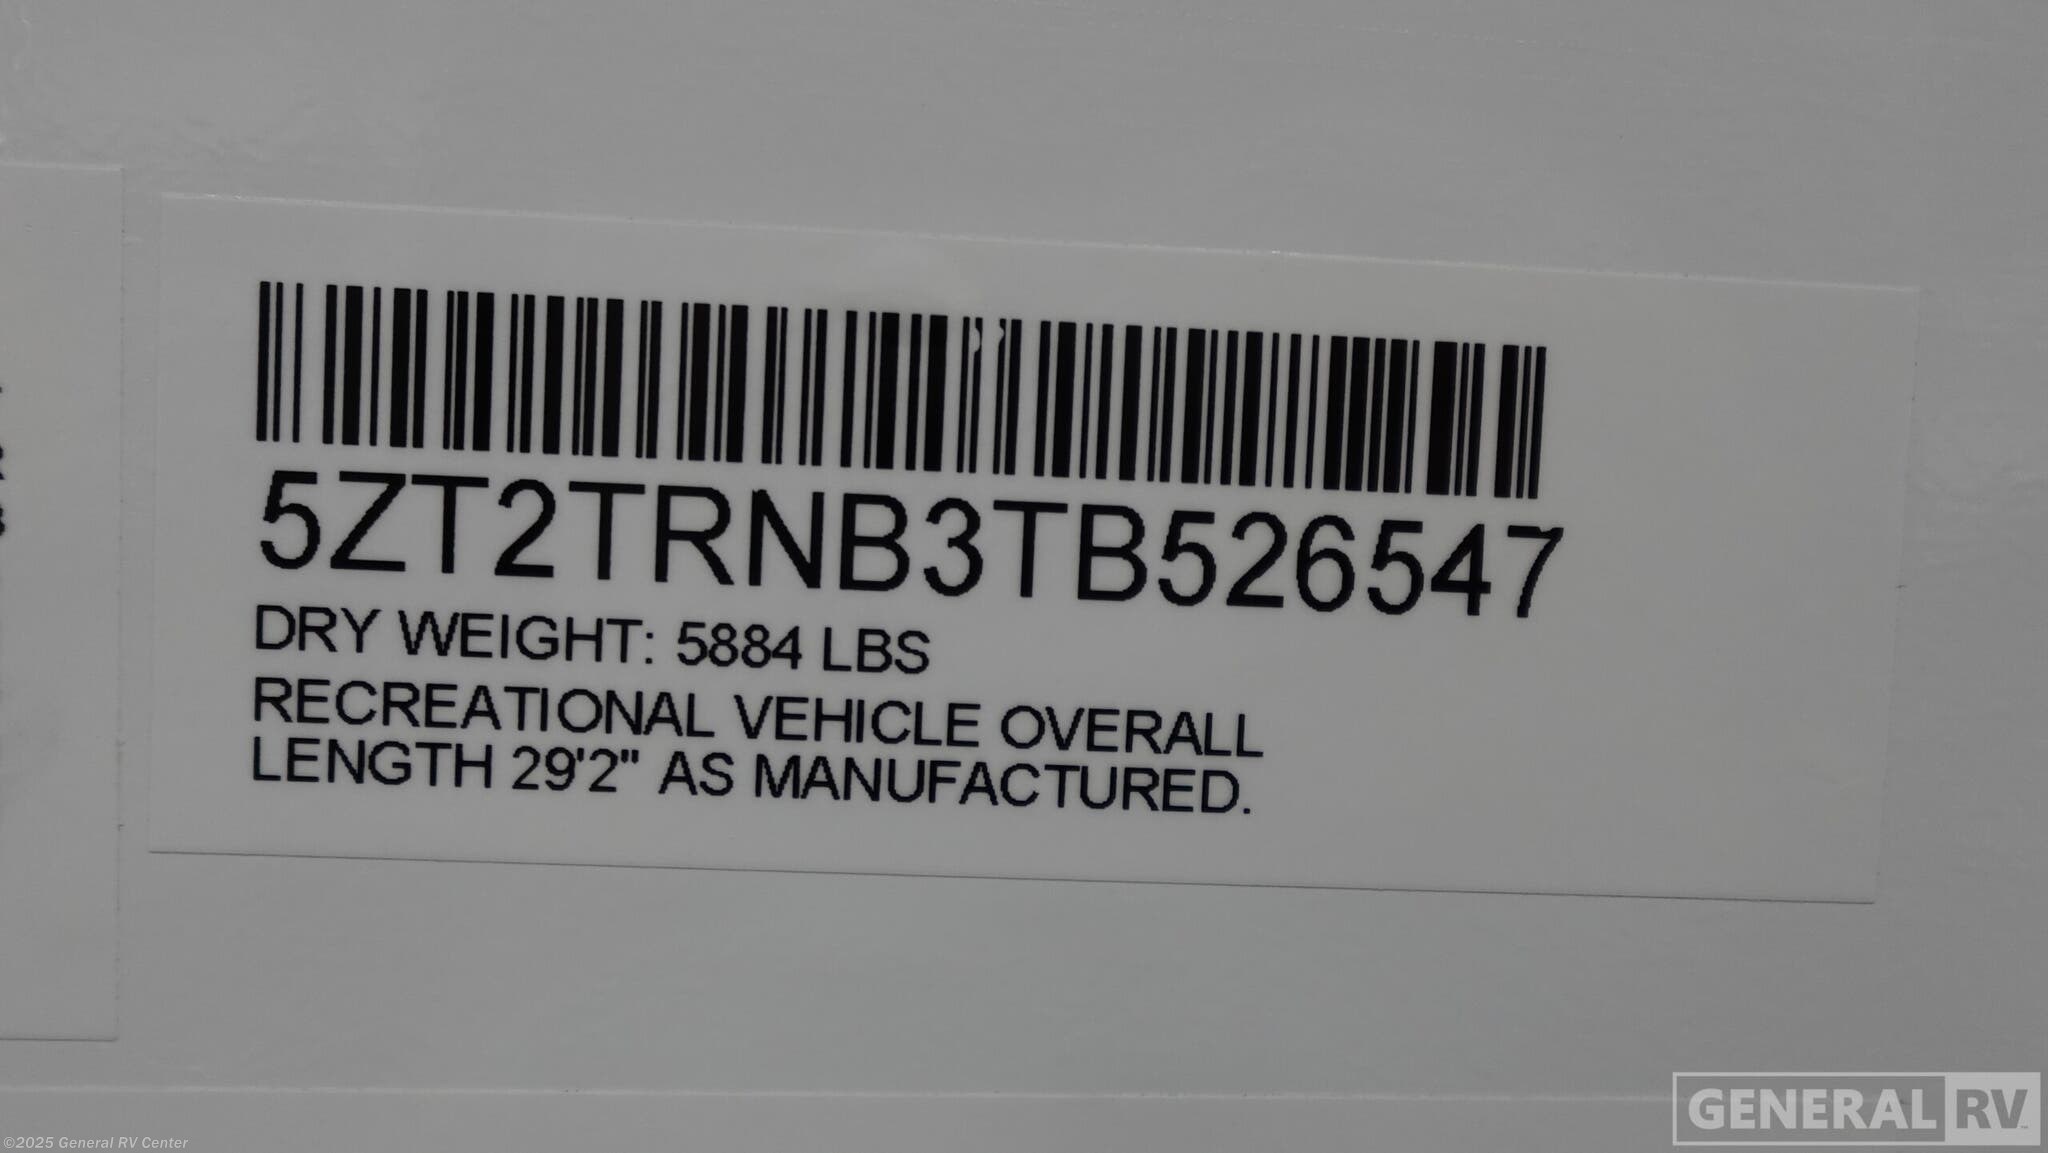 5ZT2TRNB3TB526547
DRY WEIGHT: 5884 LBS
RECREATIONAL VEHICLE OVERALL
LENGTH 29'2" AS MANUFACTURED.
GENERAL RV
©2025 General RV Center